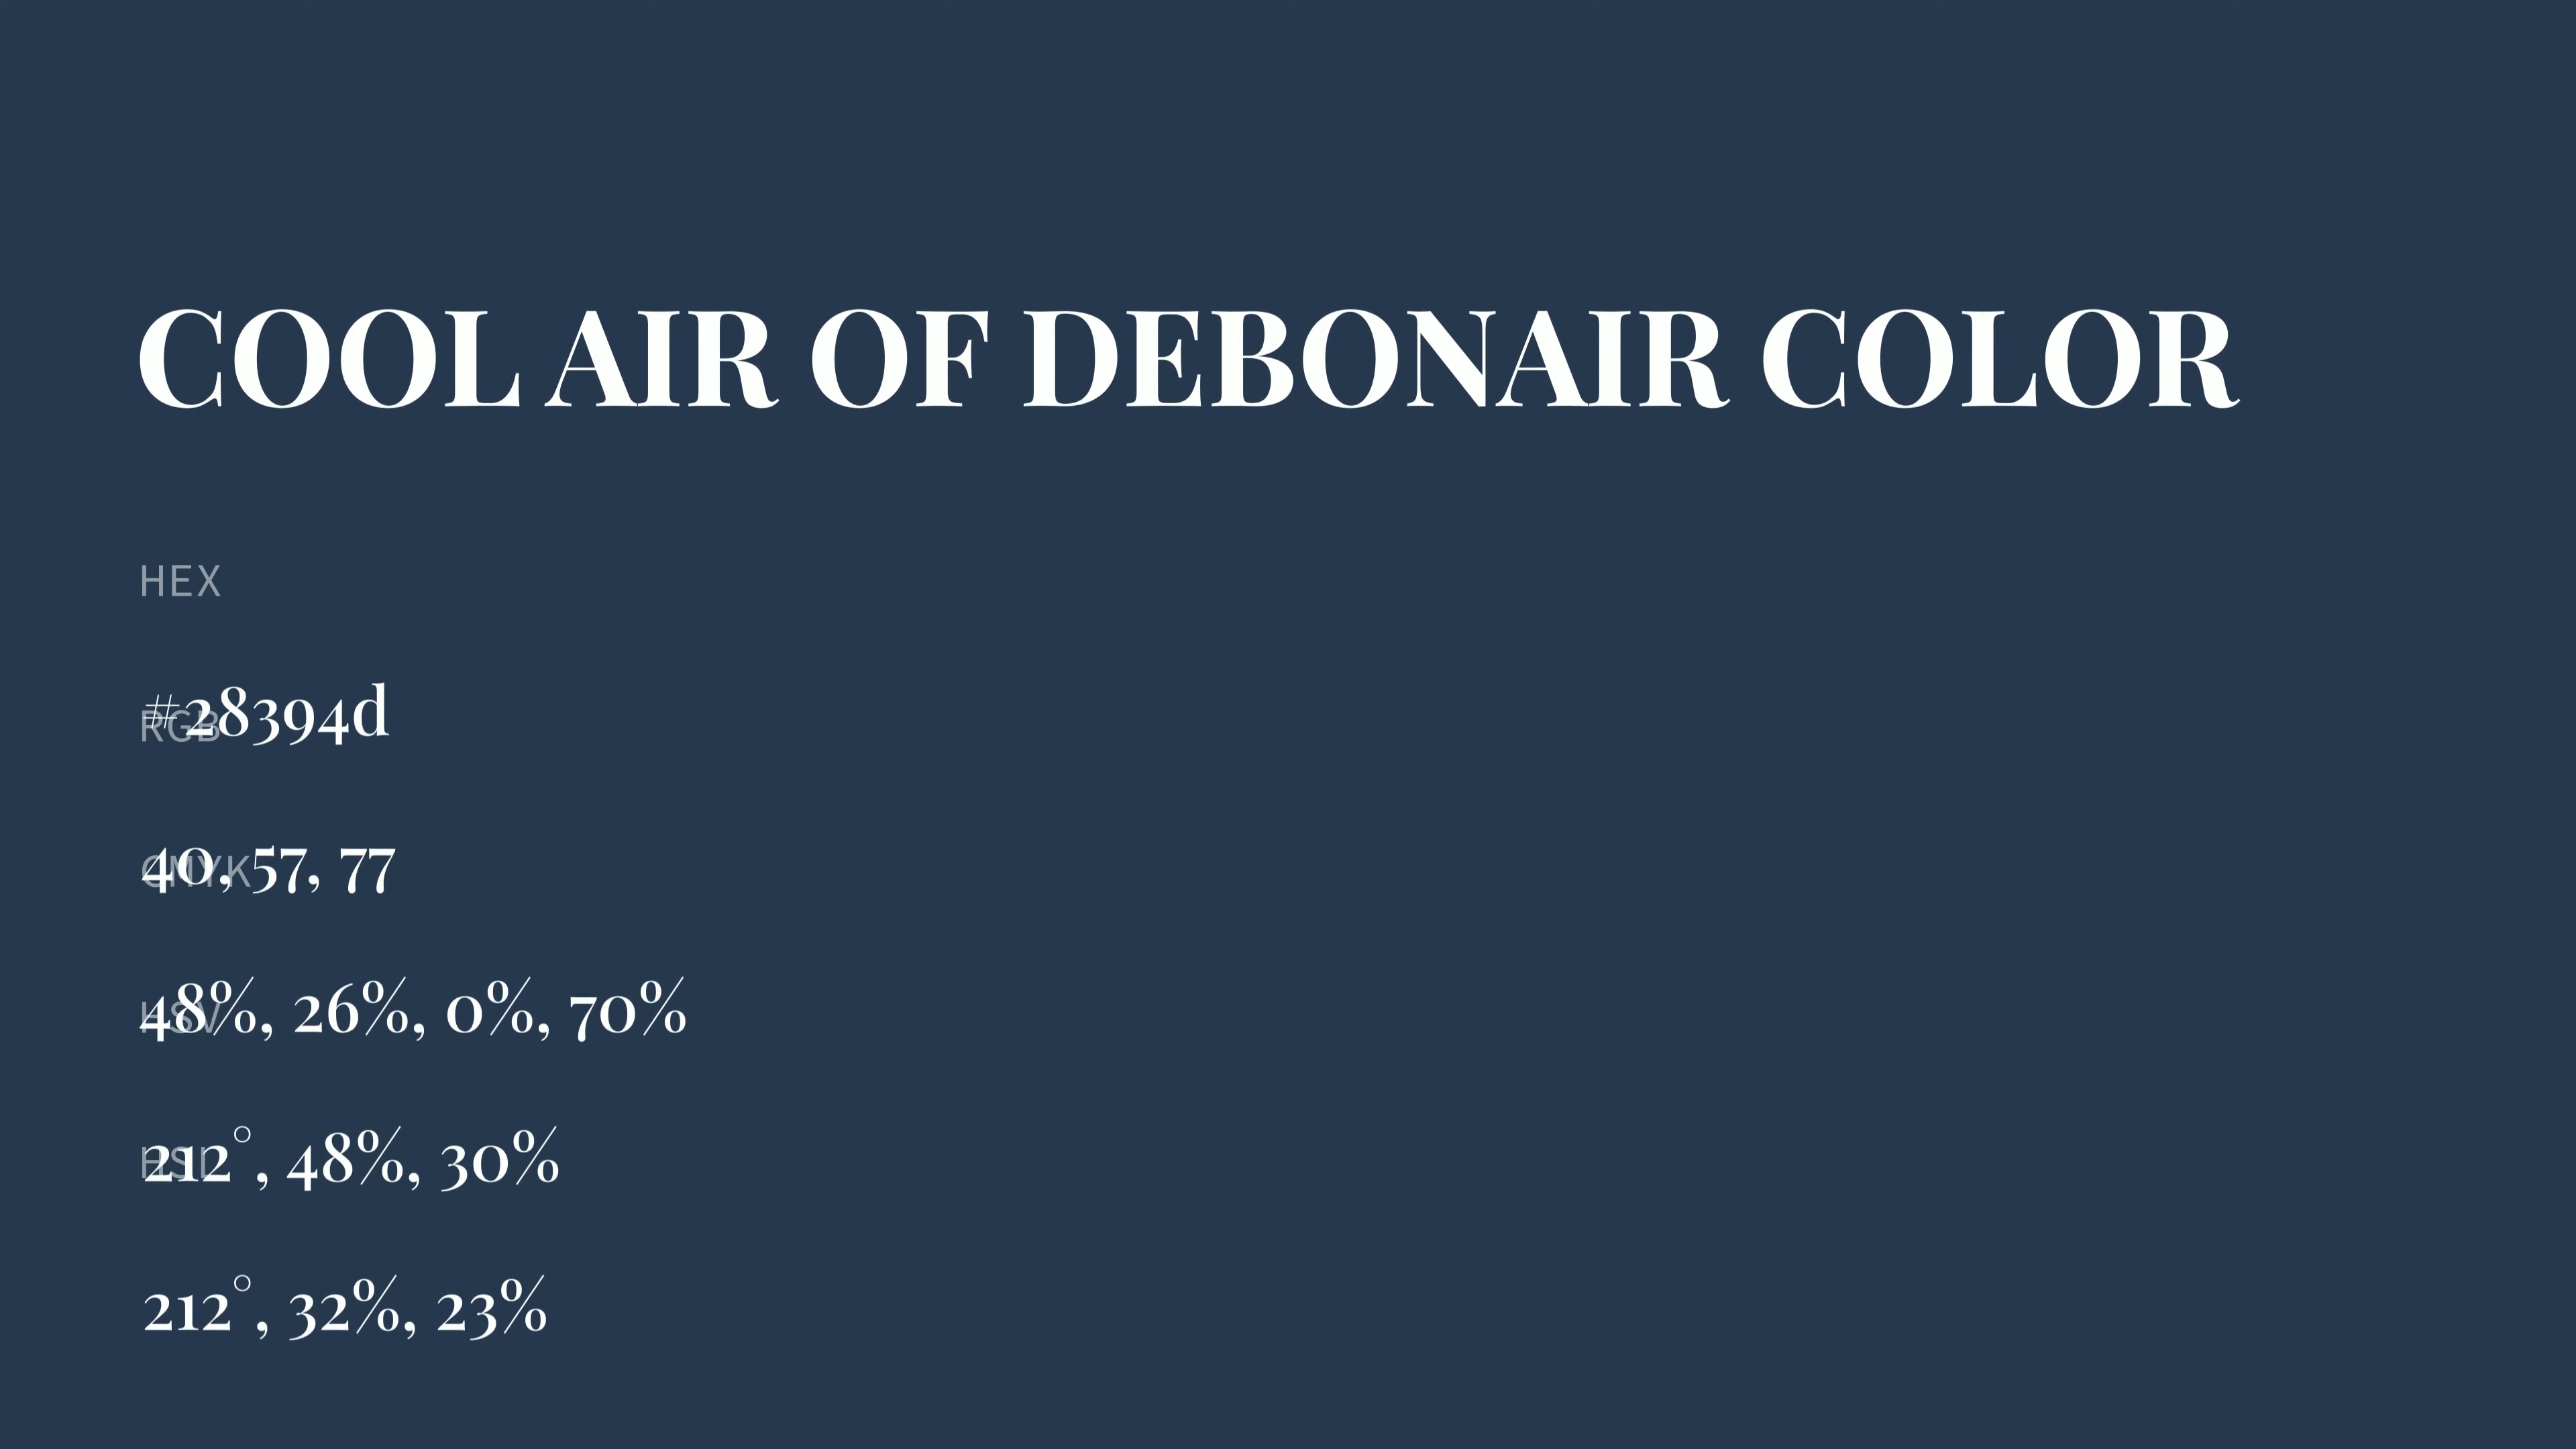 COOL AIR OF DEBONAIR COLOR
HEX
#28394d
RGB
40, 57, 77
CMYK
48%, 26%, 0%, 70%
HSV
212°, 48%, 30%
HSL
212°, 32%, 23%